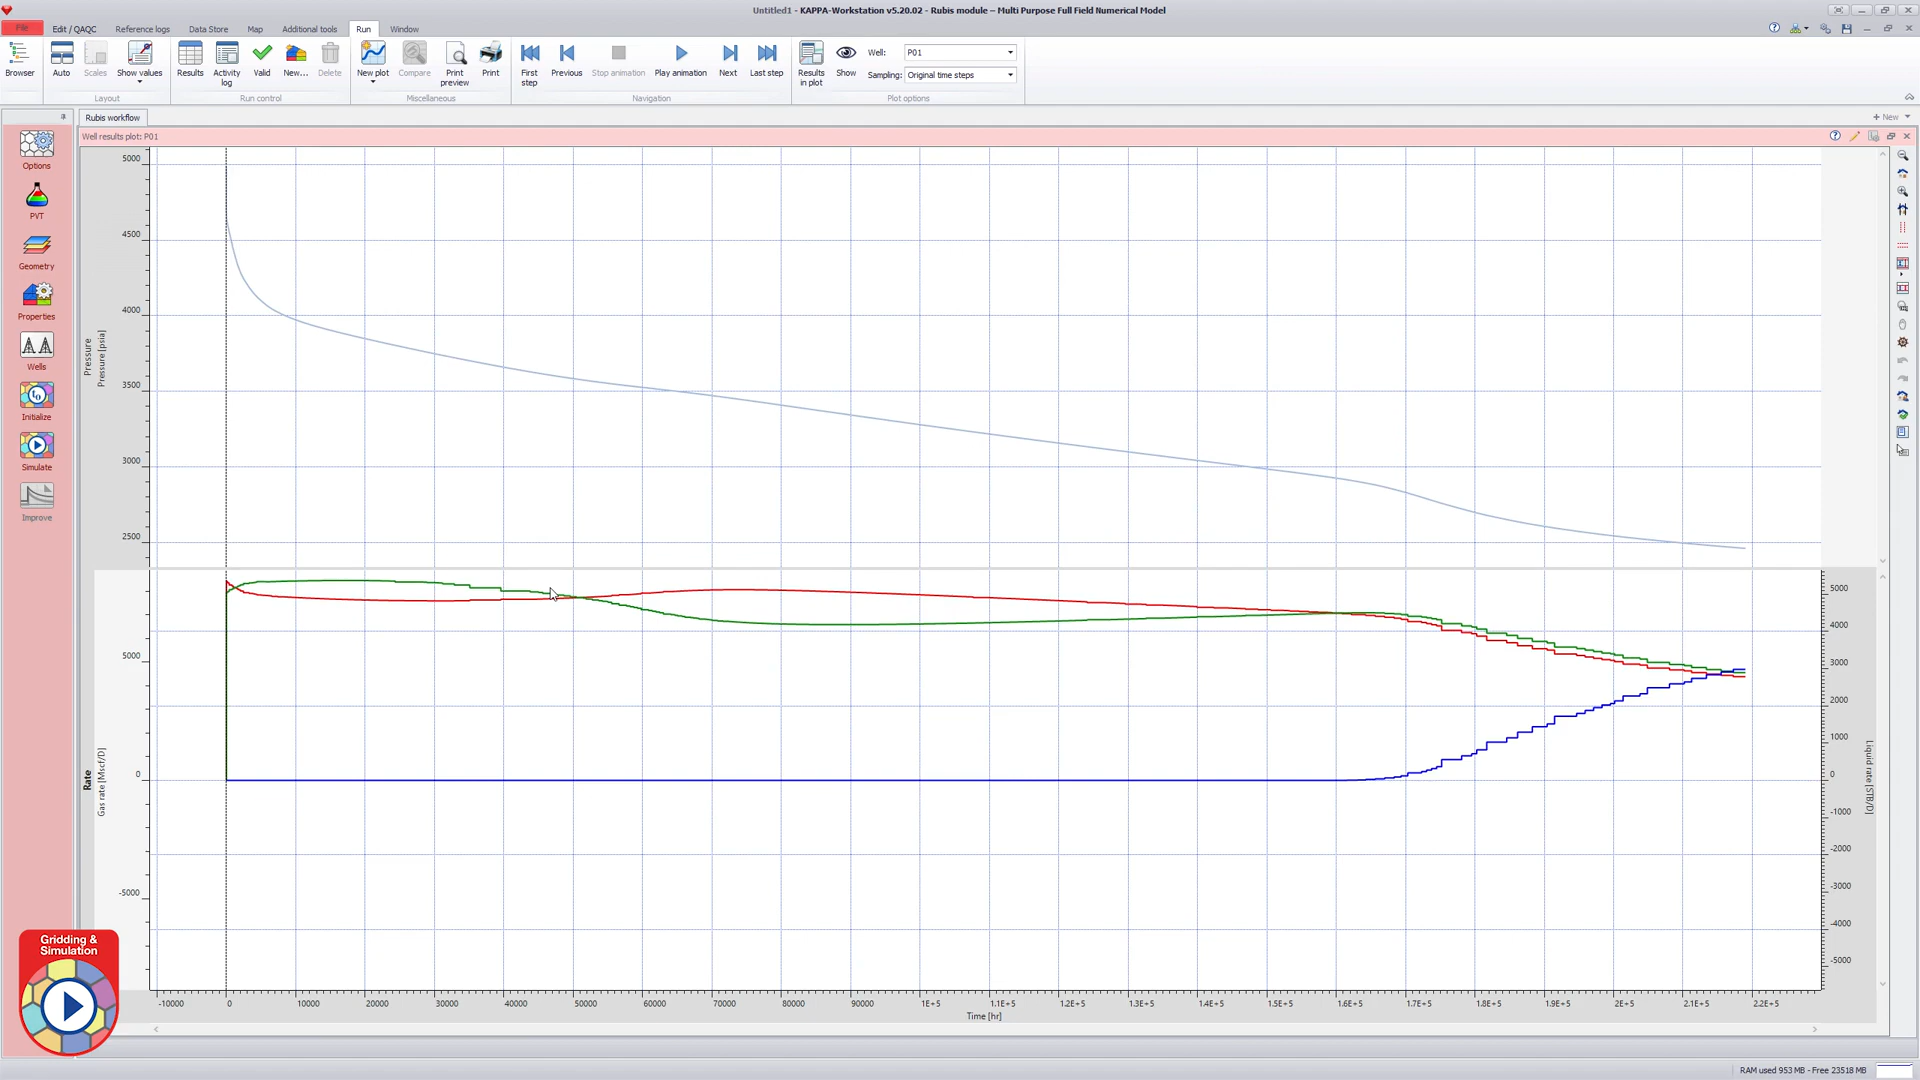 Untitled1 - KAPPA-Workstation v5.20.02 - Rubis module – Multi Purpose Full Field Numerical Model
File
Edit / QAQC
Reference logs
Data Store
Map
Additional tools
Run
Window
Browser
Auto
Scales
Show values
Results
Activity log
Valid
New...
Delete
New plot
Compare
Print preview
Print
First step
Previous
Stop animation
Play animation
Next
Last step
Results in plot
Show
Well: P01
Sampling: Original time steps
Layout
Run control
Miscellaneous
Navigation
Plot options
Rubis workflow
+ New
Well results plot: P01
Options
PVT
Geometry
Properties
Wells
Initialize
Simulate
Improve
Gridding &
Simulation
5000
4500
4000
3500
3000
2500
Pressure
Pressure [psia]
5000
0
-5000
Rate
Gas rate [Mscf/D]
5000
4000
3000
2000
1000
0
-1000
-2000
-3000
-4000
-5000
Liquid rate [STB/D]
-10000 0 10000 20000 30000 40000 50000 60000 70000 80000 90000 1E+5 1.1E+5 1.2E+5 1.3E+5 1.4E+5 1.5E+5 1.6E+5 1.7E+5 1.8E+5 1.9E+5 2E+5 2.1E+5 2.2E+5
Time [hr]
RAM used 953 MB - Free 23518 MB